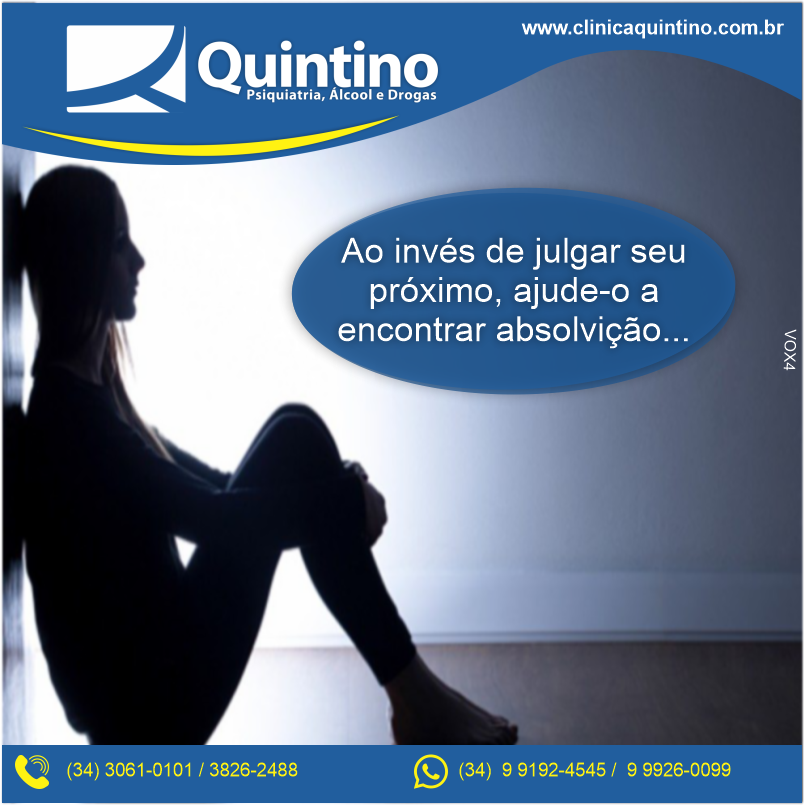 www.clinicaquintino.com.br
Quintino
Psiquiatria, Álcool e Drogas
Ao invés de julgar seu
próximo, ajude-o a
encontrar absolvição...
VOX4
(34) 3061-0101 / 3826-2488
(34) 9 9192-4545 / 9 9926-0099